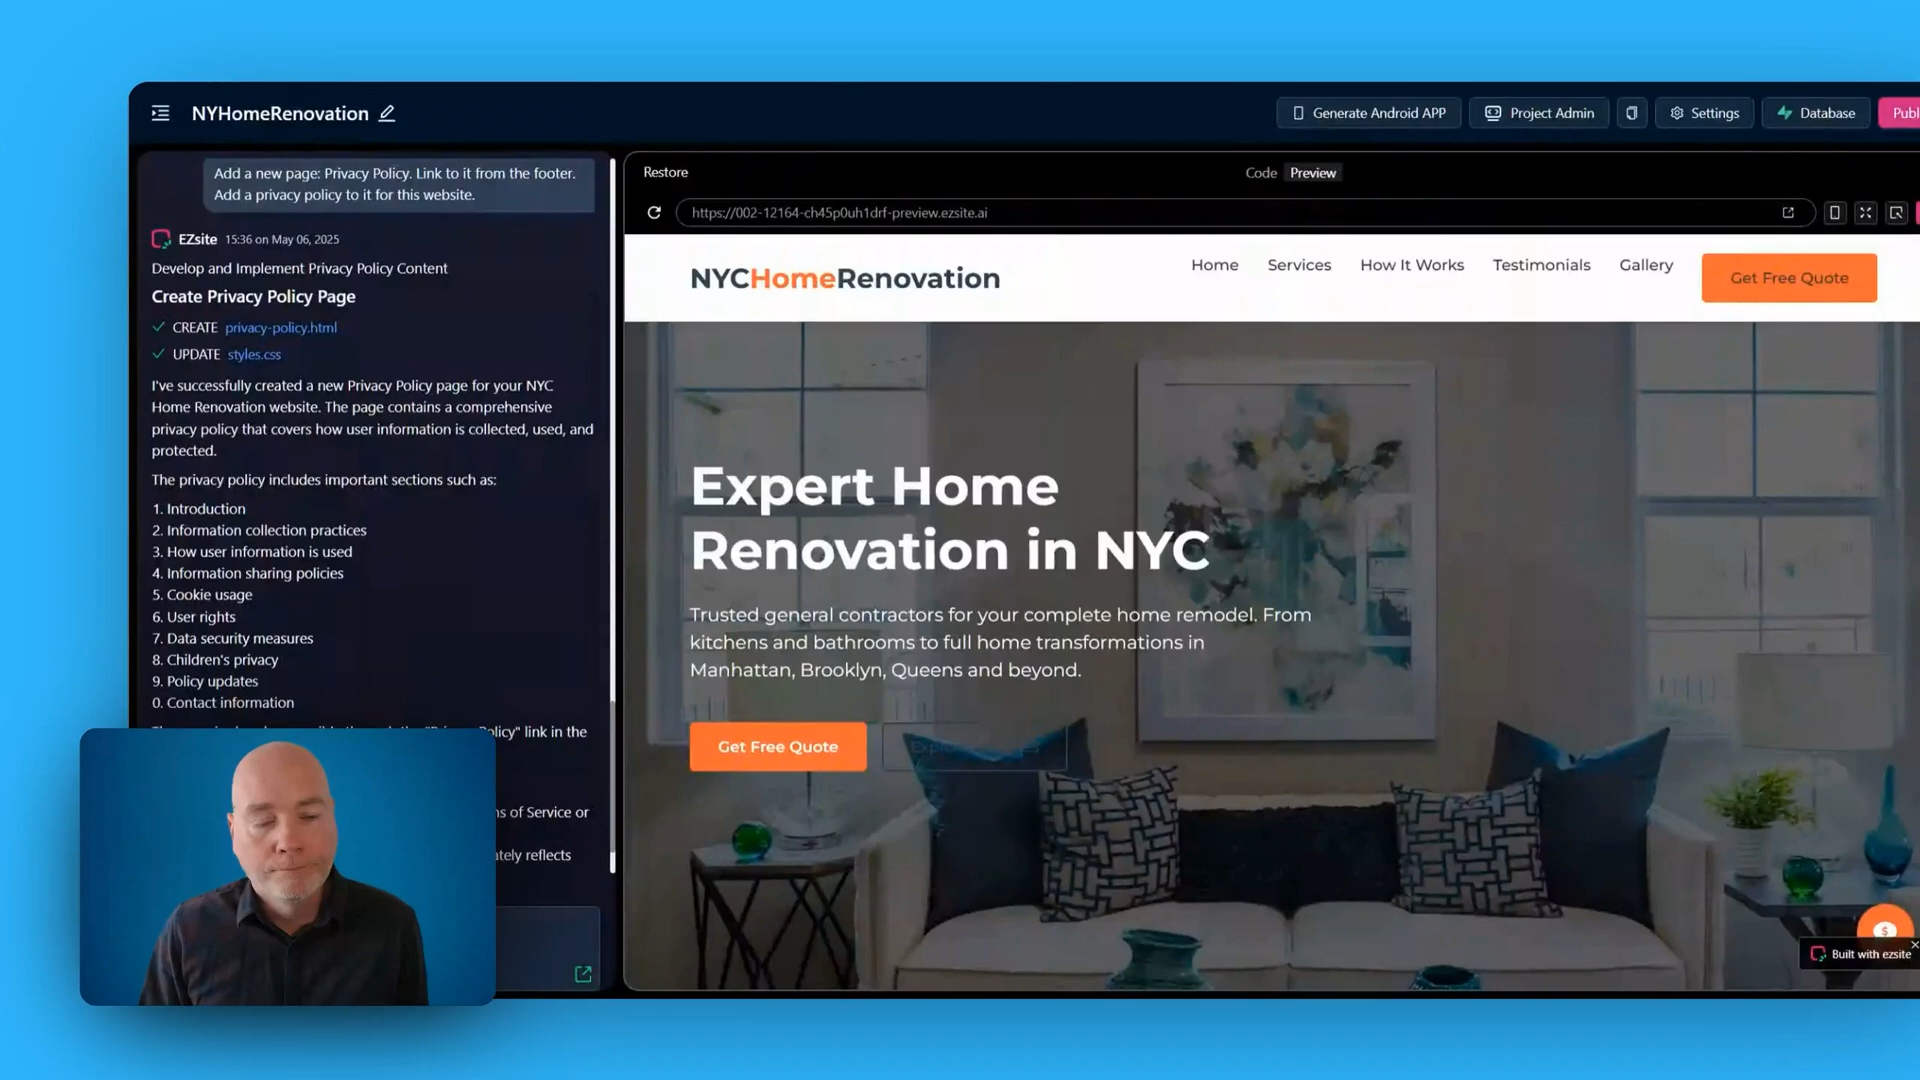 NYHomeRenovation
Generate Android APP
Project Admin
Settings
Database
Publ
Add a new page: Privacy Policy. Link to it from the footer.
Add a privacy policy to it for this website.
EZsite 15:36 on May 06, 2025
Develop and Implement Privacy Policy Content
Create Privacy Policy Page
CREATE privacy-policy.html
UPDATE styles.css
I've successfully created a new Privacy Policy page for your NYC
Home Renovation website. The page contains a comprehensive
privacy policy that covers how user information is collected, used, and
protected.
The privacy policy includes important sections such as:
1. Introduction
2. Information collection practices
3. How user information is used
4. Information sharing policies
5. Cookie usage
6. User rights
7. Data security measures
8. Children's privacy
9. Policy updates
0. Contact information
olicy" link in the
ns of Service or
ately reflects
Restore
Code Preview
https://002-12164-ch45p0uh1drf-preview.ezsite.ai
NYCHomeRenovation
Home
Services
How It Works
Testimonials
Gallery
Get Free Quote
Expert Home
Renovation in NYC
Trusted general contractors for your complete home remodel. From
kitchens and bathrooms to full home transformations in
Manhattan, Brooklyn, Queens and beyond.
Get Free Quote
$
Built with ezsite